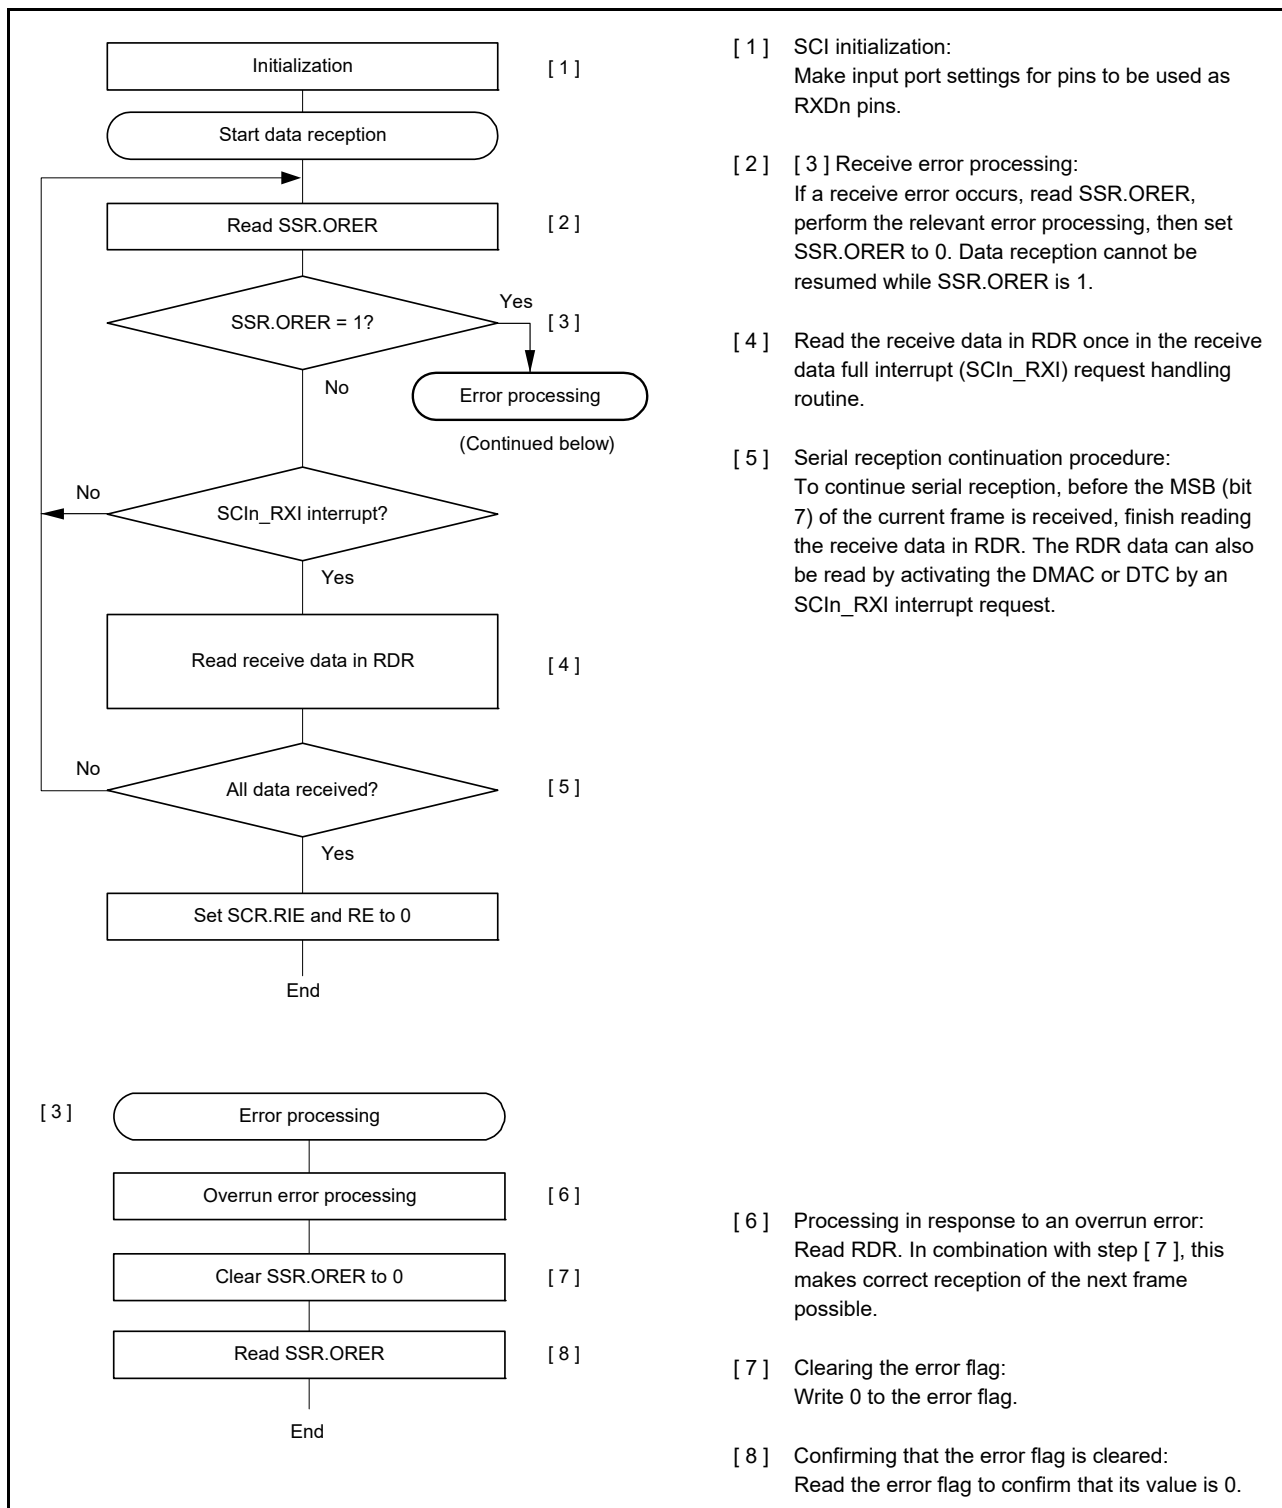 Initialization
[ 1 ]
Start data reception
Read SSR.ORER
[ 2 ]
SSR.ORER = 1?
Yes
[ 3 ]
No
Error processing
(Continued below)
No
SCIn_RXI interrupt?
Yes
Read receive data in RDR
[ 4 ]
No
All data received?
[ 5 ]
Yes
Set SCR.RIE and RE to 0
End
[ 1 ] SCI initialization:
Make input port settings for pins to be used as
RXDn pins.
[ 2 ] [ 3 ] Receive error processing:
If a receive error occurs, read SSR.ORER,
perform the relevant error processing, then set
SSR.ORER to 0. Data reception cannot be
resumed while SSR.ORER is 1.
[ 4 ] Read the receive data in RDR once in the receive
data full interrupt (SCIn_RXI) request handling
routine.
[ 5 ] Serial reception continuation procedure:
To continue serial reception, before the MSB (bit
7) of the current frame is received, finish reading
the receive data in RDR. The RDR data can also
be read by activating the DMAC or DTC by an
SCIn_RXI interrupt request.
[ 3 ]
Error processing
Overrun error processing
[ 6 ]
Clear SSR.ORER to 0
[ 7 ]
Read SSR.ORER
[ 8 ]
End
[ 6 ] Processing in response to an overrun error:
Read RDR. In combination with step [ 7 ], this
makes correct reception of the next frame
possible.
[ 7 ] Clearing the error flag:
Write 0 to the error flag.
[ 8 ] Confirming that the error flag is cleared:
Read the error flag to confirm that its value is 0.